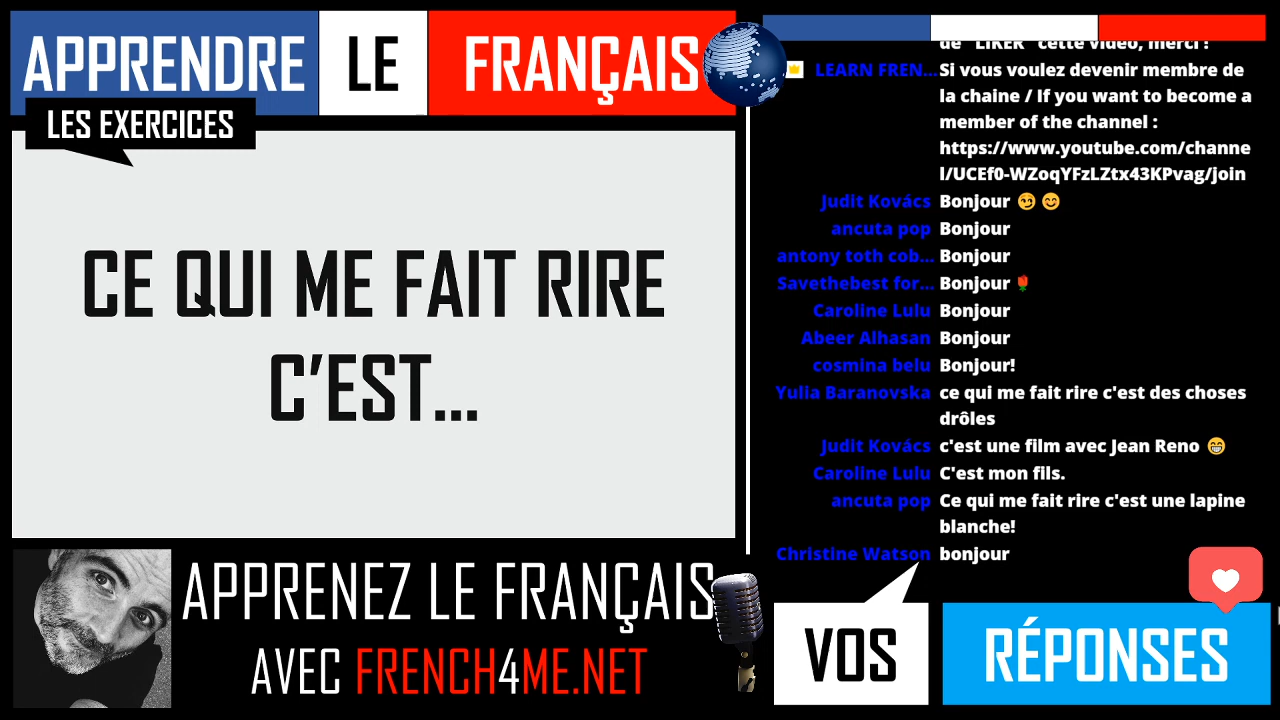 APPRENDRE LE FRANÇAIS
LES EXERCICES
CE QUI ME FAIT RIRE
C'EST...
APPRENEZ LE FRANÇAIS
AVEC FRENCH4ME.NET
de "LIKER" cette vidéo, merci !
LEARN FREN... Si vous voulez devenir membre de
la chaine / If you want to become a
member of the channel :
https://www.youtube.com/channe
l/UCEf0-WZoqYFzLZtx43KPvag/join
Judit Kovács Bonjour 😏 😊
ancuta pop Bonjour
antony toth cob... Bonjour
Savethebest for... Bonjour 🌹
Caroline Lulu Bonjour
Abeer Alhasan Bonjour
cosmina belu Bonjour!
Yulia Baranovska ce qui me fait rire c'est des choses
drôles
Judit Kovács c'est une film avec Jean Reno 😁
Caroline Lulu C'est mon fils.
ancuta pop Ce qui me fait rire c'est une lapine
blanche!
Christine Watson bonjour
VOS RÉPONSES